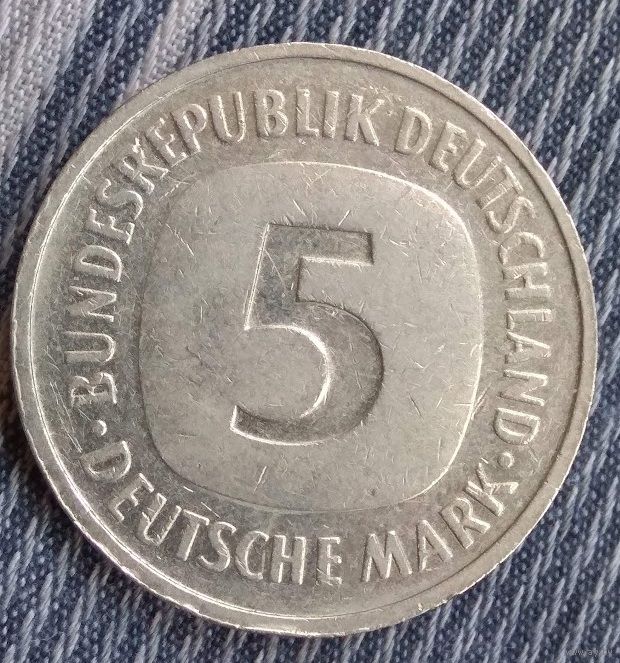 BUNDESREPUBLIK DEUTSCHLAND
5
DEUTSCHE MARK